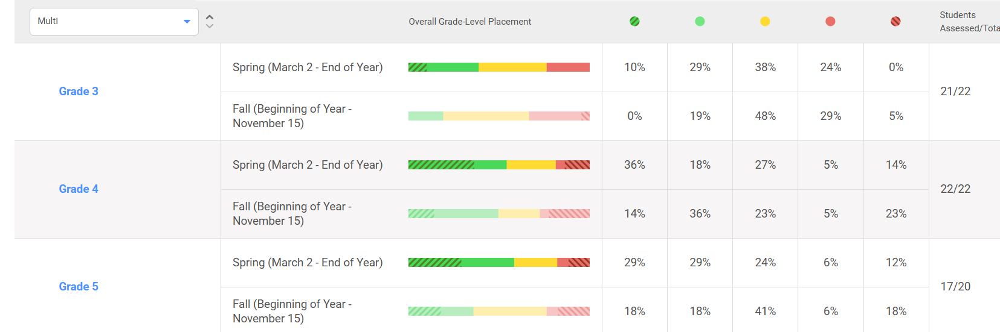 Multi
Overall Grade-Level Placement
Students
Assessed/Tota
Grade 3
Spring (March 2 - End of Year)
10% 29% 38% 24% 0%
Fall (Beginning of Year -
November 15)
0% 19% 48% 29% 5%
21/22
Grade 4
Spring (March 2 - End of Year)
36% 18% 27% 5% 14%
Fall (Beginning of Year -
November 15)
14% 36% 23% 5% 23%
22/22
Grade 5
Spring (March 2 - End of Year)
29% 29% 24% 6% 12%
Fall (Beginning of Year -
November 15)
18% 18% 41% 6% 18%
17/20